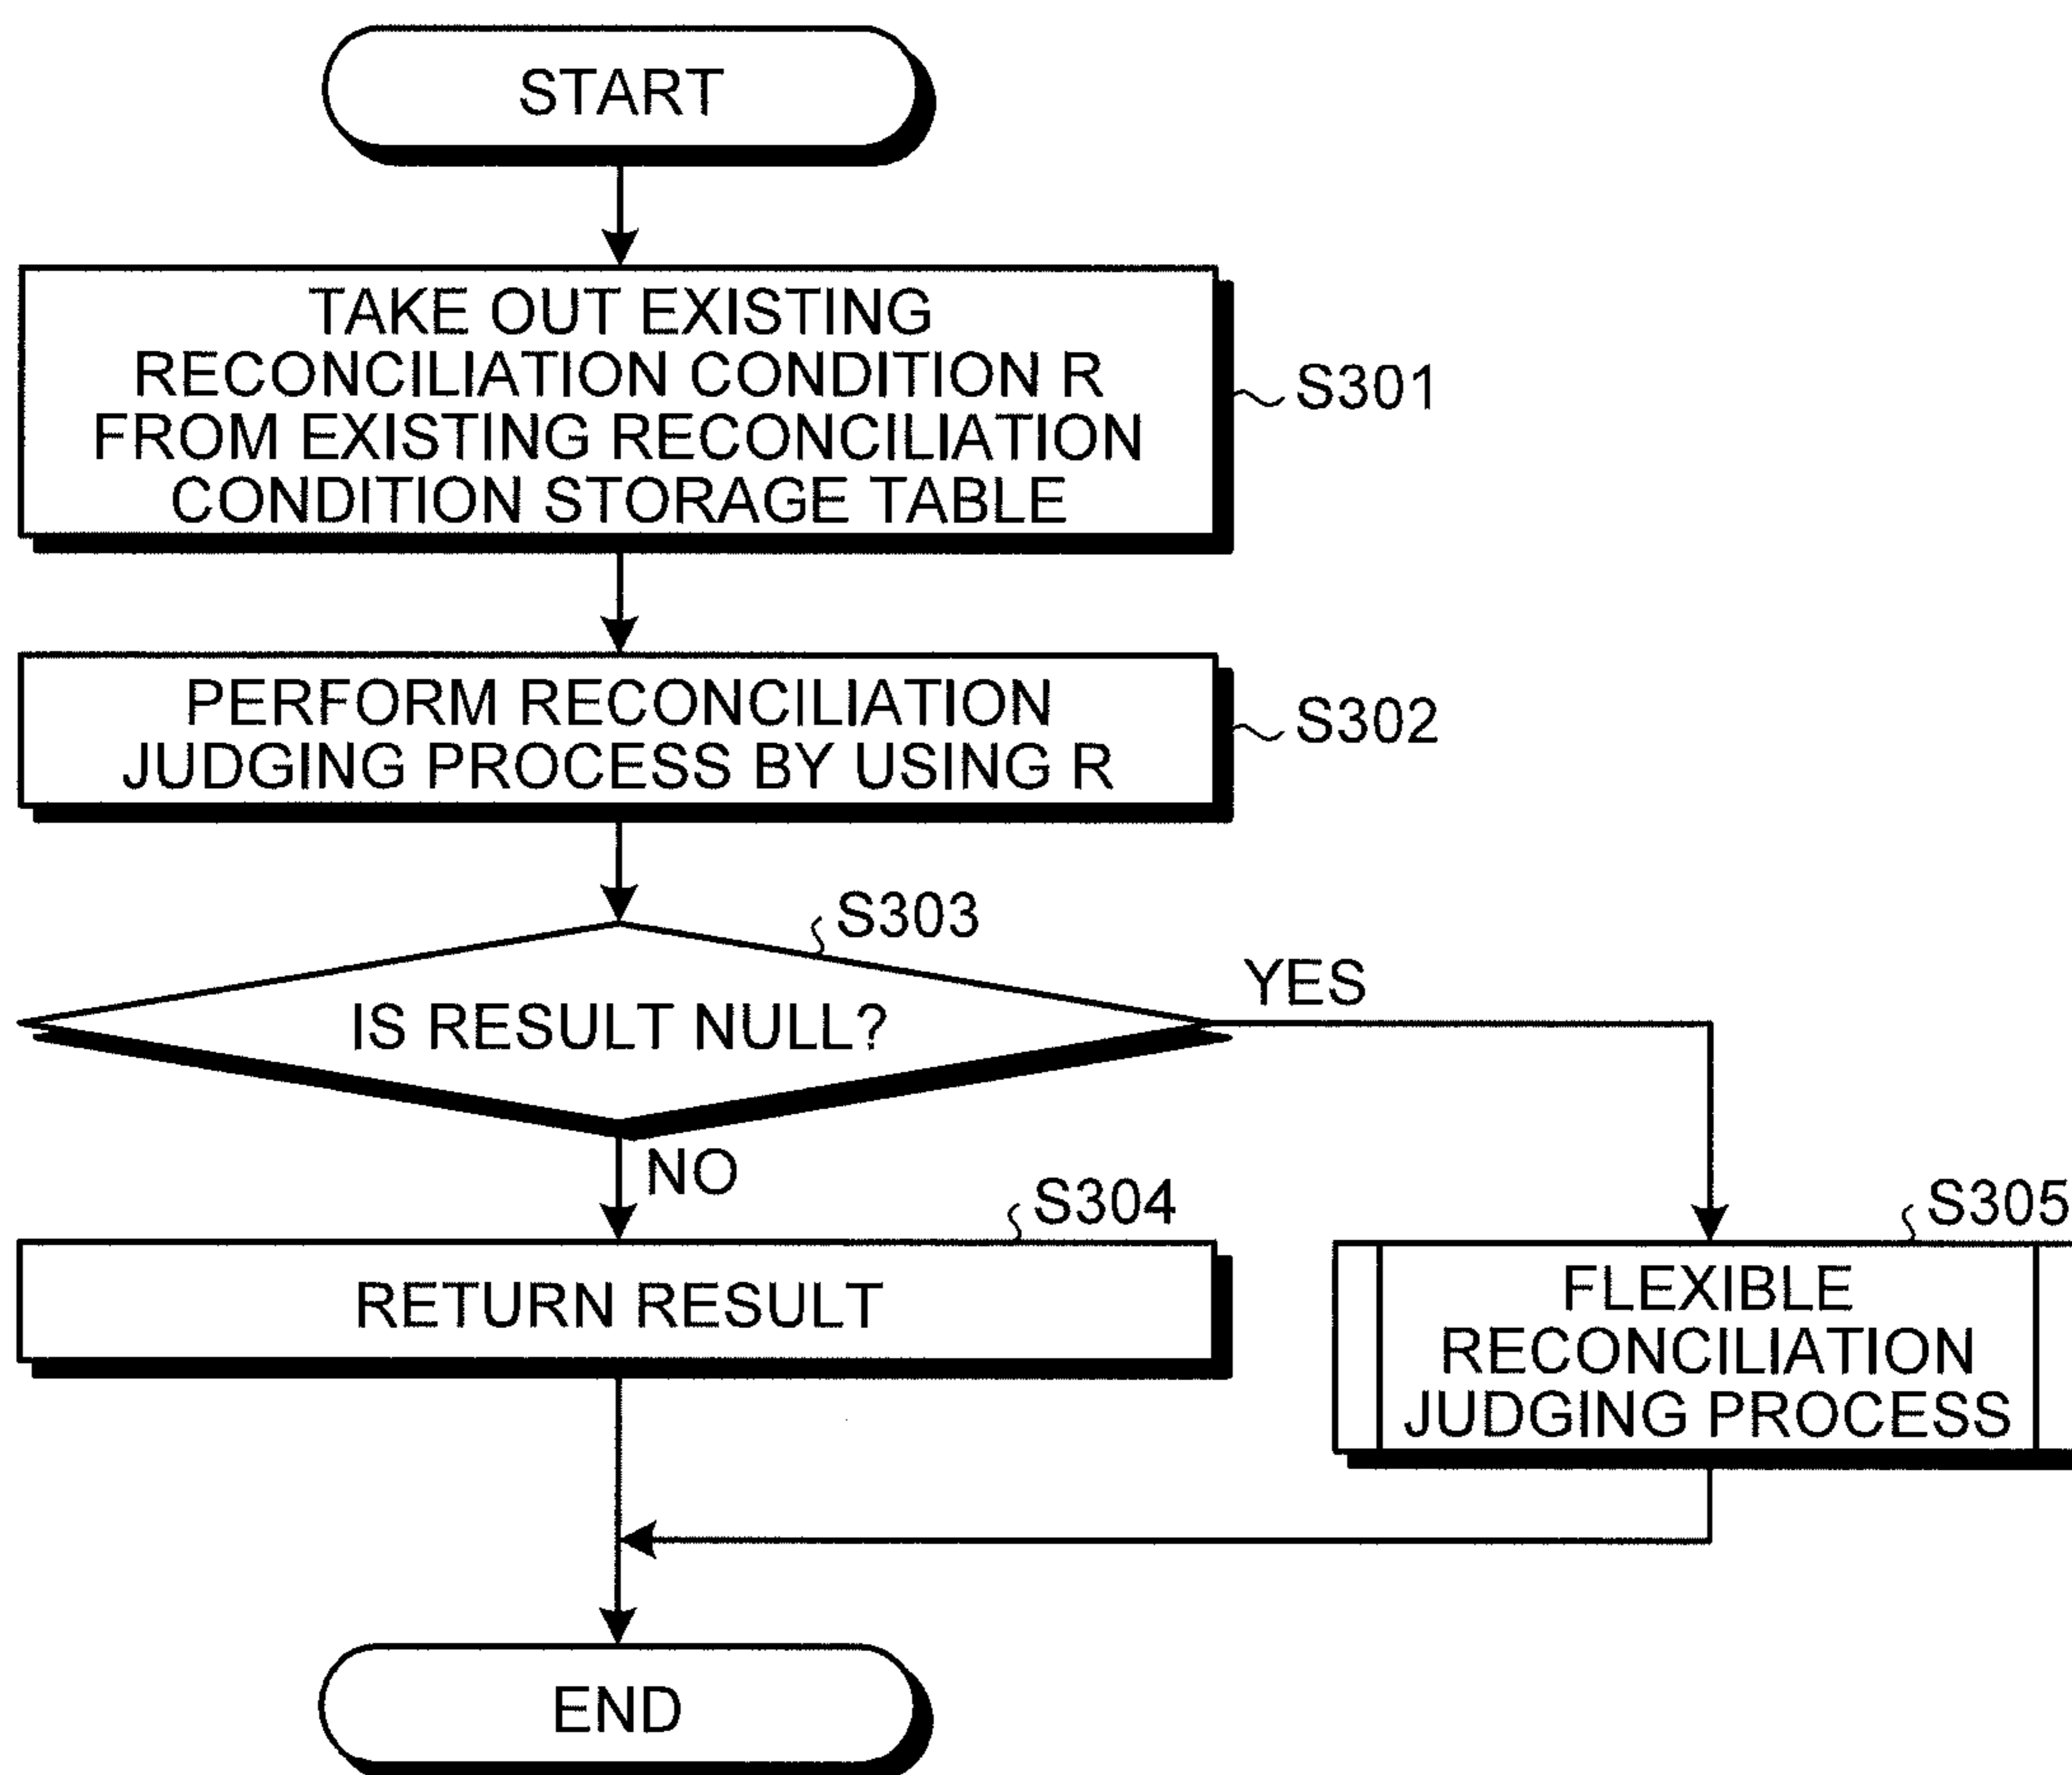 START
TAKE OUT EXISTING
RECONCILIATION CONDITION R
FROM EXISTING RECONCILIATION
CONDITION STORAGE TABLE
S301
PERFORM RECONCILIATION
JUDGING PROCESS BY USING R
S302
S303
IS RESULT NULL?
YES
NO
S304
RETURN RESULT
S305
FLEXIBLE
RECONCILIATION
JUDGING PROCESS
END